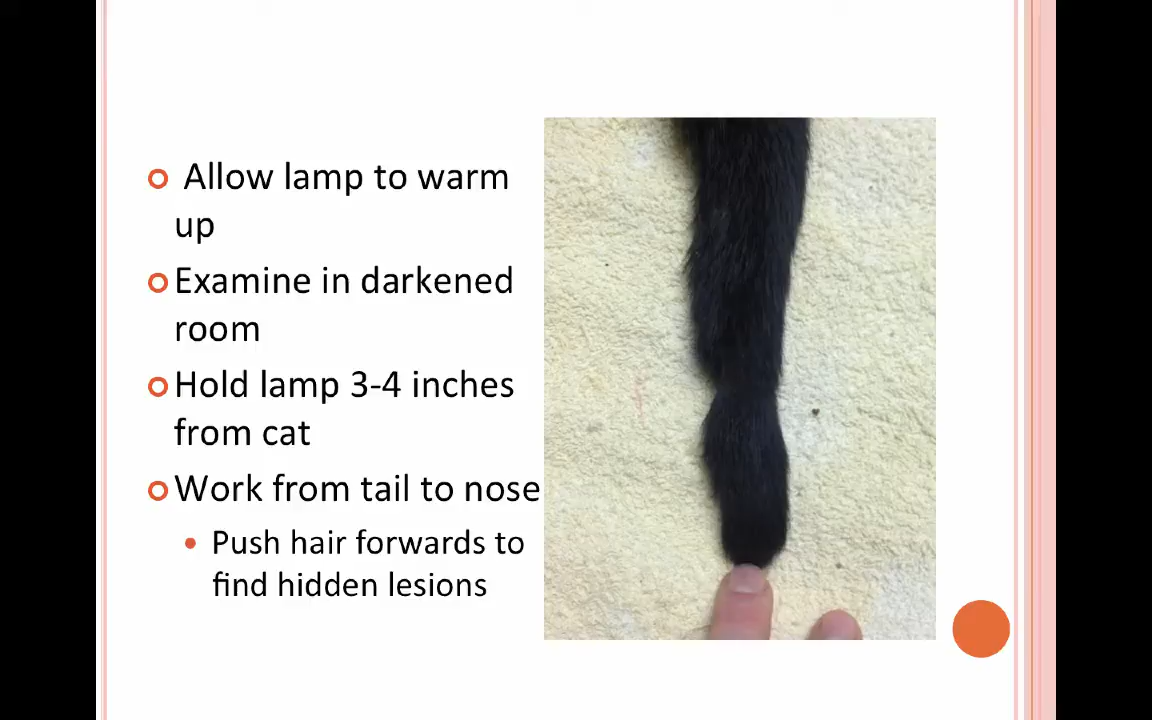 Allow lamp to warm
up
Examine in darkened
room
Hold lamp 3-4 inches
from cat
Work from tail to nose
Push hair forwards to
find hidden lesions